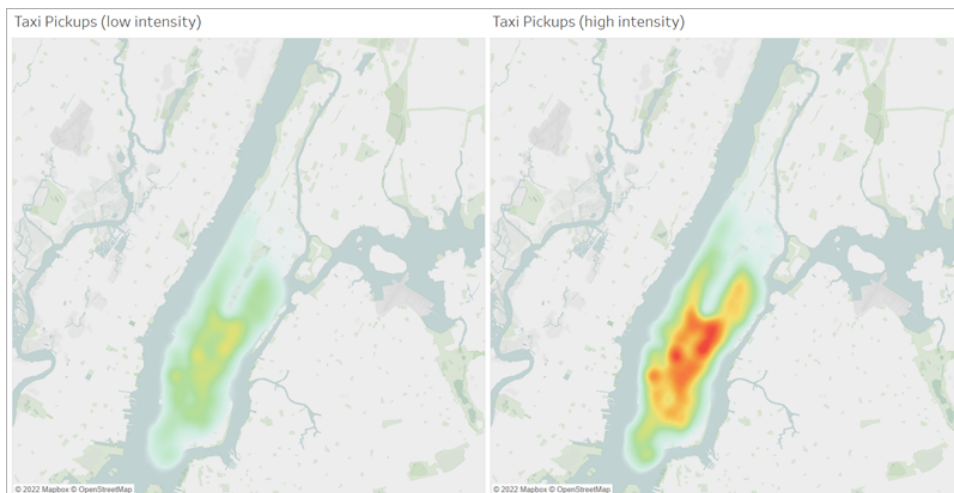 Taxi Pickups (low intensity)
Taxi Pickups (high intensity)
© 2022 Mapbox © OpenStreetMap
© 2022 Mapbox © OpenStreetMap